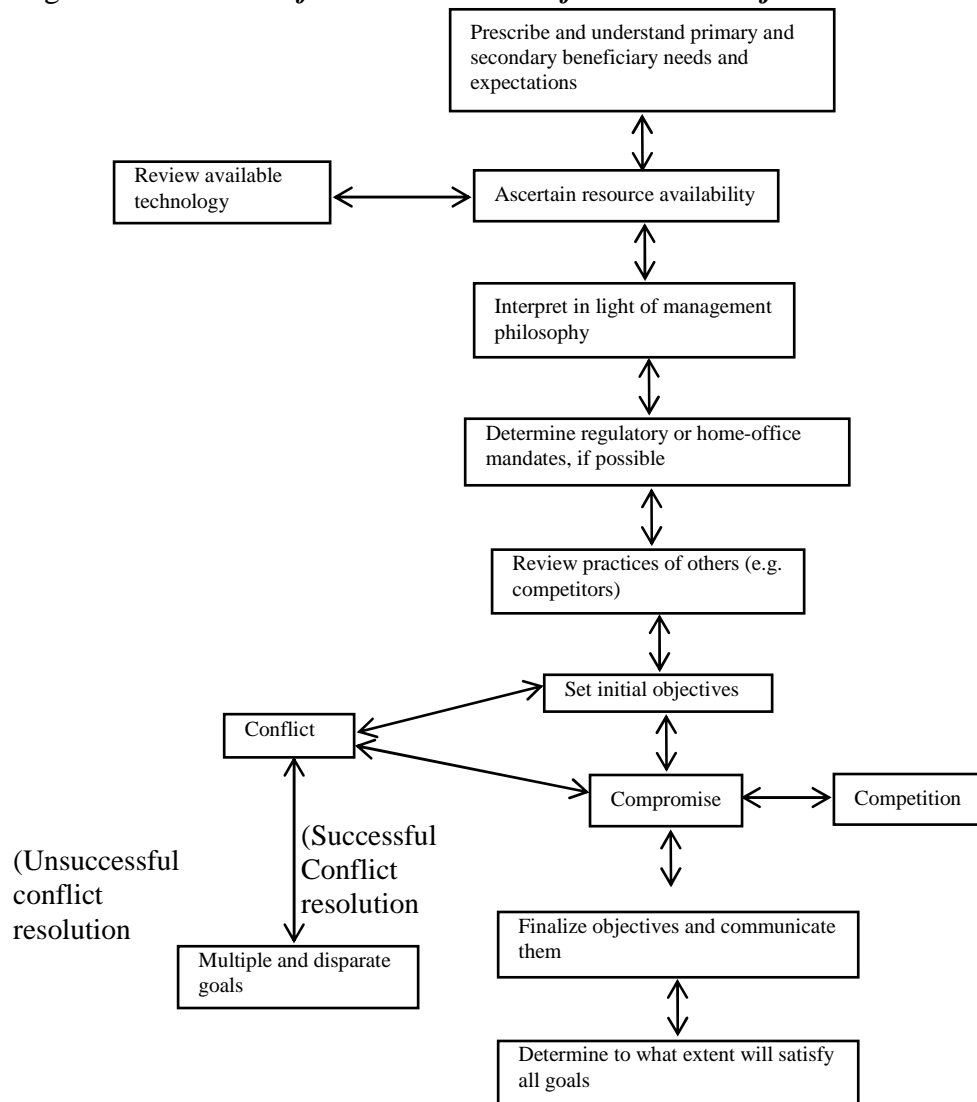 Prescribe and understand primary and
secondary beneficiary needs and
expectations
Review available
technology
Ascertain resource availability
Interpret in light of management
philosophy
Determine regulatory or home-office
mandates, if possible
Review practices of others (e.g.
competitors)
Set initial objectives
Conflict
Compromise
Competition
(Unsuccessful
conflict
resolution
(Successful
Conflict
resolution
Finalize objectives and communicate
them
Multiple and disparate
goals
Determine to what extent will satisfy
all goals